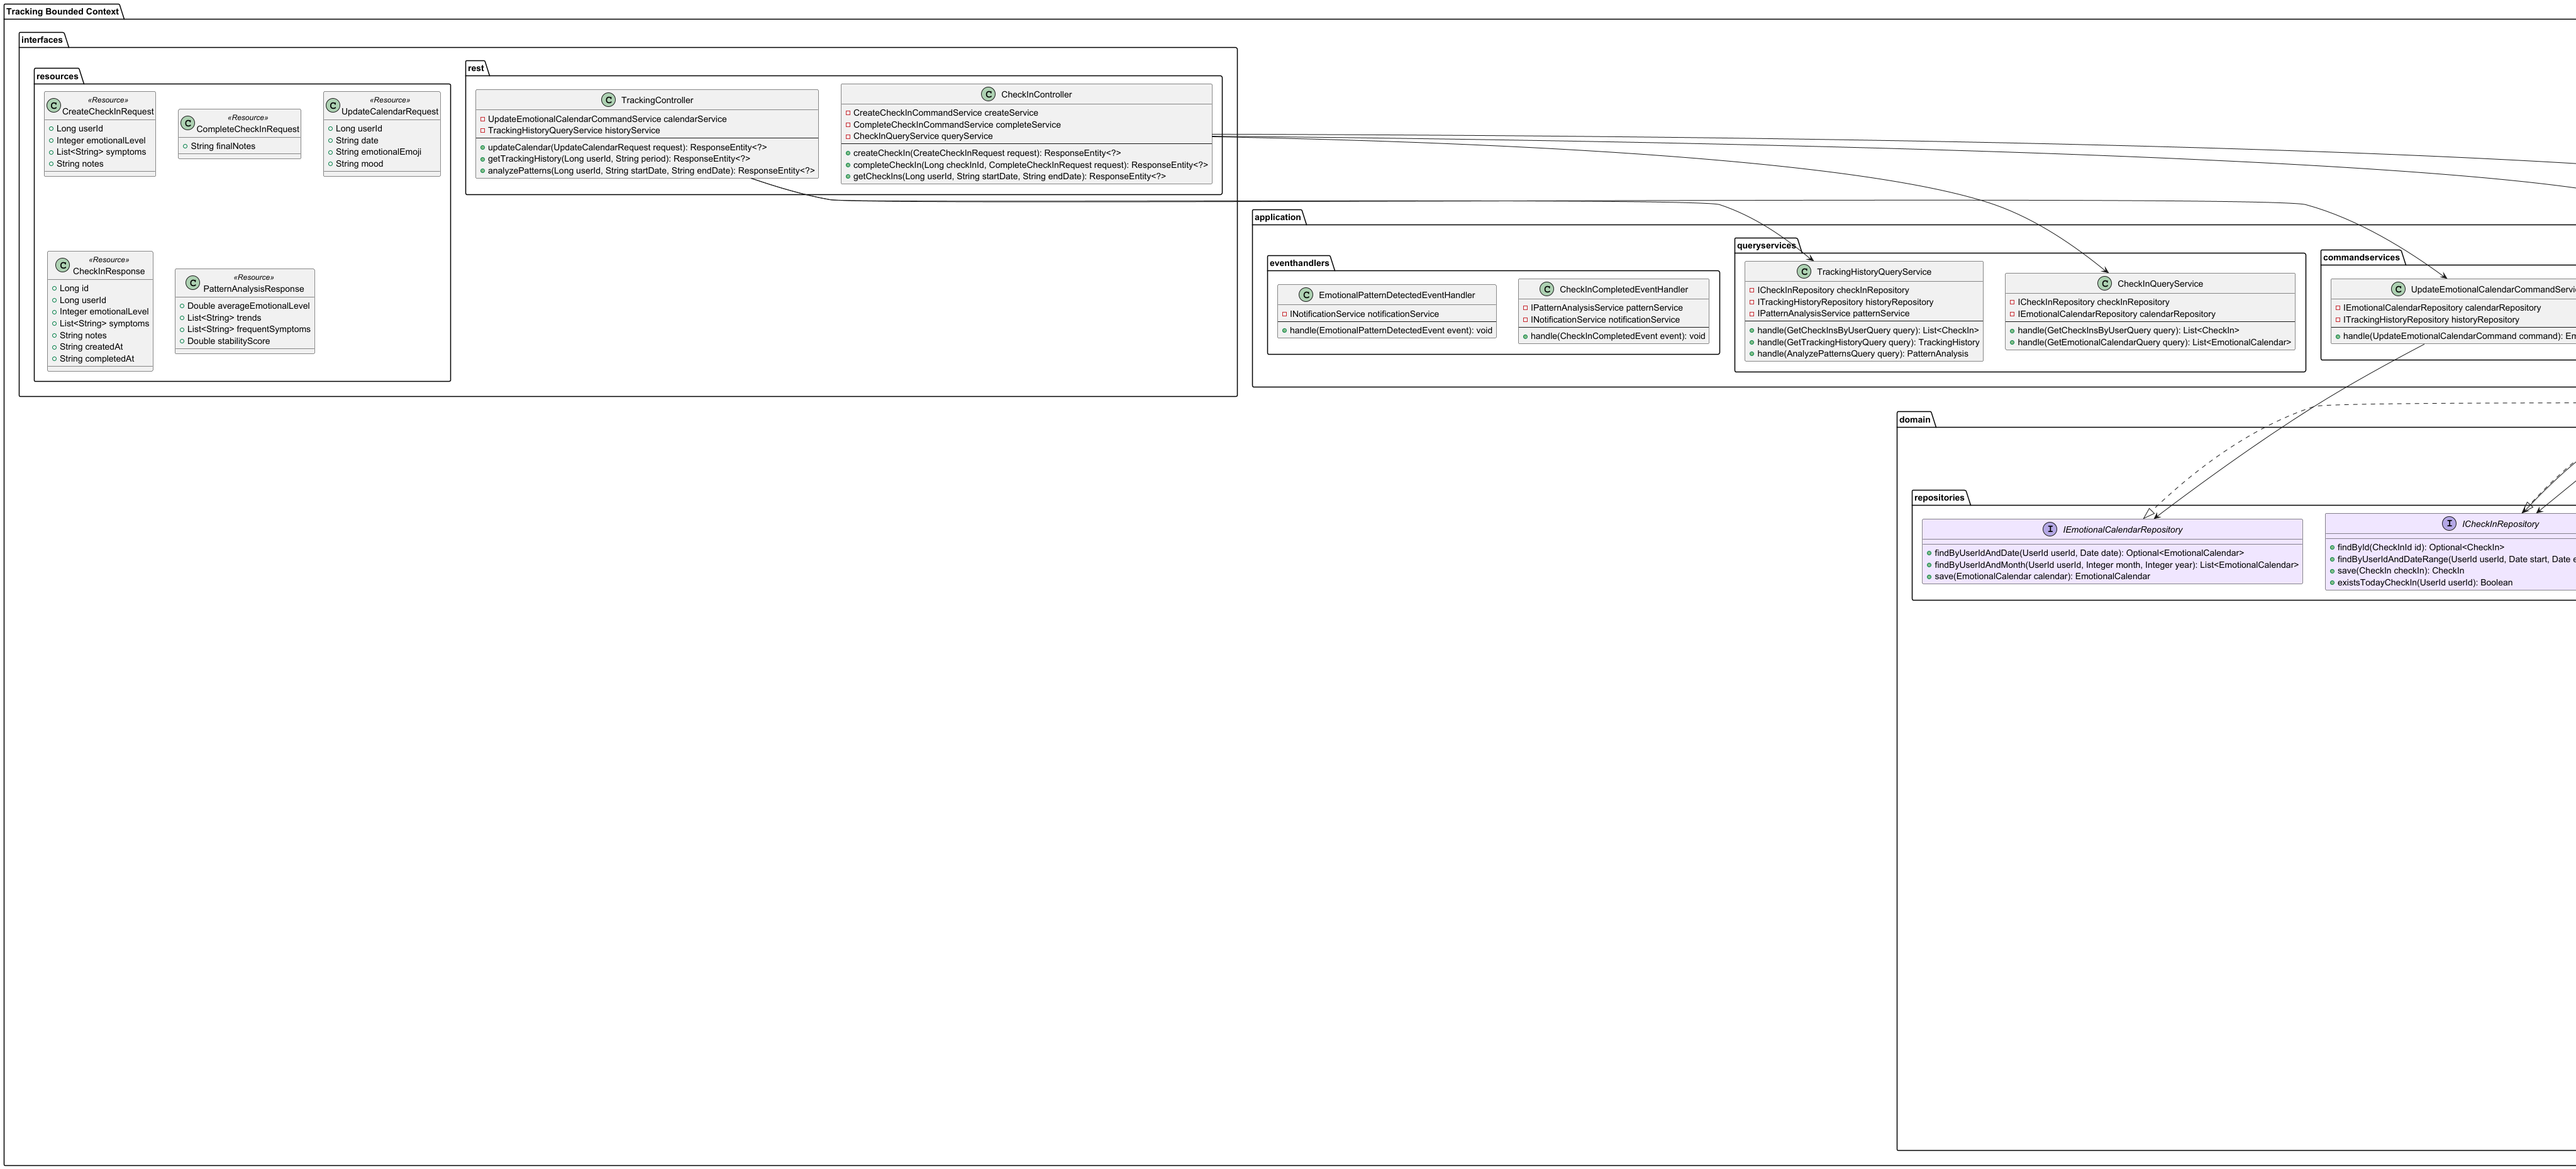 Tracking Bounded Context
interfaces
resources
«Resource»
CreateCheckInRequest
Long userId
Integer emotionalLevel
List<String> symptoms
String notes
«Resource»
CompleteCheckInRequest
String finalNotes
«Resource»
UpdateCalendarRequest
Long userId
String date
String emotionalEmoji
String mood
«Resource»
CheckInResponse
Long id
Long userId
Integer emotionalLevel
List<String> symptoms
String notes
String createdAt
String completedAt
«Resource»
PatternAnalysisResponse
Double averageEmotionalLevel
List<String> trends
List<String> frequentSymptoms
Double stabilityScore
rest
TrackingController
UpdateEmotionalCalendarCommandService calendarService
TrackingHistoryQueryService historyService
updateCalendar(UpdateCalendarRequest request): ResponseEntity<?>
getTrackingHistory(Long userId, String period): ResponseEntity<?>
analyzePatterns(Long userId, String startDate, String endDate): ResponseEntity<?>
CheckInController
CreateCheckInCommandService createService
CompleteCheckInCommandService completeService
CheckInQueryService queryService
createCheckIn(CreateCheckInRequest request): ResponseEntity<?>
completeCheckIn(Long checkInId, CompleteCheckInRequest request): ResponseEntity<?>
getCheckIns(Long userId, String startDate, String endDate): ResponseEntity<?>
application
eventhandlers
EmotionalPatternDetectedEventHandler
INotificationService notificationService
handle(EmotionalPatternDetectedEvent event): void
CheckInCompletedEventHandler
IPatternAnalysisService patternService
INotificationService notificationService
handle(CheckInCompletedEvent event): void
queryservices
TrackingHistoryQueryService
ICheckInRepository checkInRepository
ITrackingHistoryRepository historyRepository
IPatternAnalysisService patternService
handle(GetCheckInsByUserQuery query): List<CheckIn>
handle(GetTrackingHistoryQuery query): TrackingHistory
handle(AnalyzePatternsQuery query): PatternAnalysis
CheckInQueryService
ICheckInRepository checkInRepository
IEmotionalCalendarRepository calendarRepository
handle(GetCheckInsByUserQuery query): List<CheckIn>
handle(GetEmotionalCalendarQuery query): List<EmotionalCalendar>
commandservices
UpdateEmotionalCalendarCommandServic
IEmotionalCalendarRepository calendarRepository
ITrackingHistoryRepository historyRepository
handle(UpdateEmotionalCalendarCommand command): Em
domain
repositories
IEmotionalCalendarRepository
findByUserIdAndDate(UserId userId, Date date): Optional<EmotionalCalendar>
findByUserIdAndMonth(UserId userId, Integer month, Integer year): List<EmotionalCalendar>
save(EmotionalCalendar calendar): EmotionalCalendar
ICheckInRepository
findById(CheckInId id): Optional<CheckIn>
findByUserIdAndDateRange(UserId userId, Date start, Date e
save(CheckIn checkIn): CheckIn
existsTodayCheckIn(UserId userId): Boolean